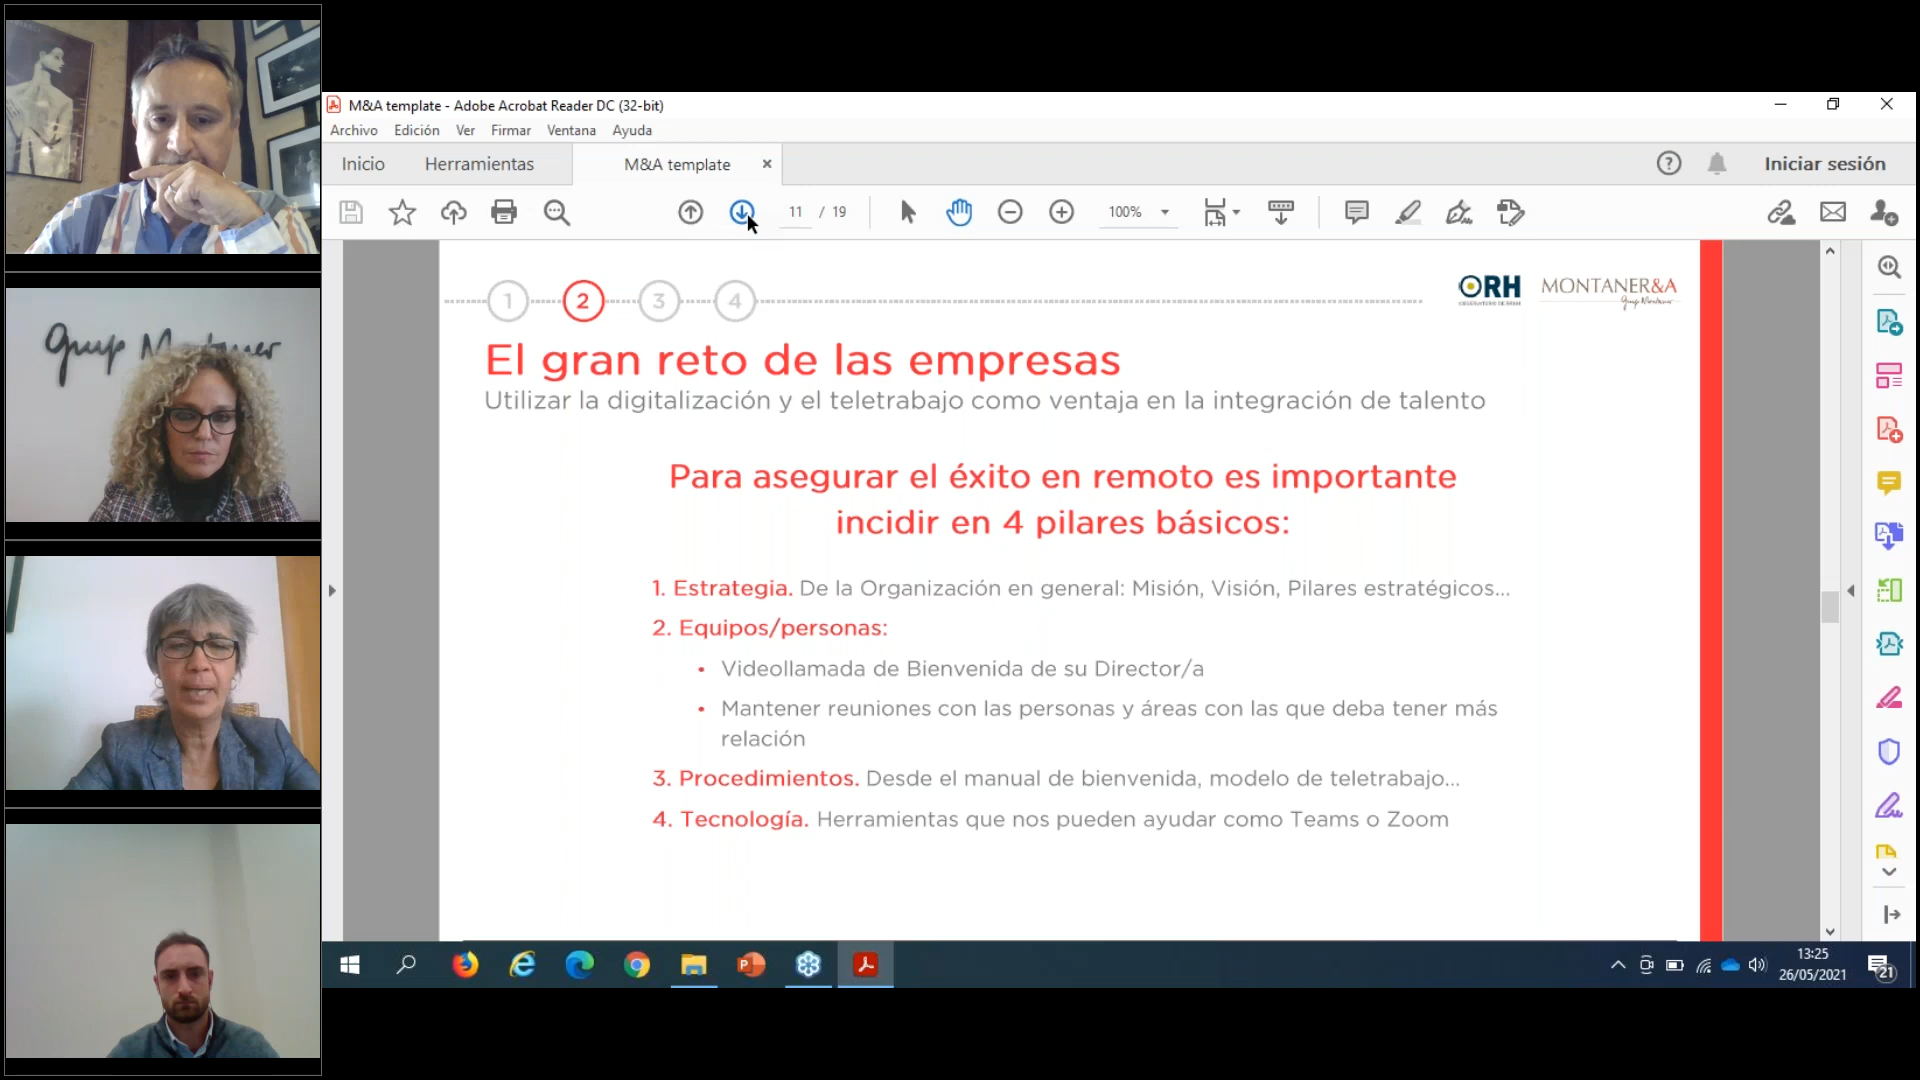 M&A template - Adobe Acrobat Reader DC (32-bit)
Archivo Edición Ver Firmar Ventana Ayuda
Inicio Herramientas M&A template Iniciar sesión
11 / 19 100%
1 2 3 4
ORH MONTANER&A
Grup Montaner
El gran reto de las empresas
Utilizar la digitalización y el teletrabajo como ventaja en la integración de talento
Para asegurar el éxito en remoto es importante
incidir en 4 pilares básicos:
1. Estrategia. De la Organización en general: Misión, Visión, Pilares estratégicos...
2. Equipos/personas:
• Videollamada de Bienvenida de su Director/a
• Mantener reuniones con las personas y áreas con las que deba tener más
relación
3. Procedimientos. Desde el manual de bienvenida, modelo de teletrabajo...
4. Tecnología. Herramientas que nos pueden ayudar como Teams o Zoom
13:25
26/05/2021
21
Grup Montaner